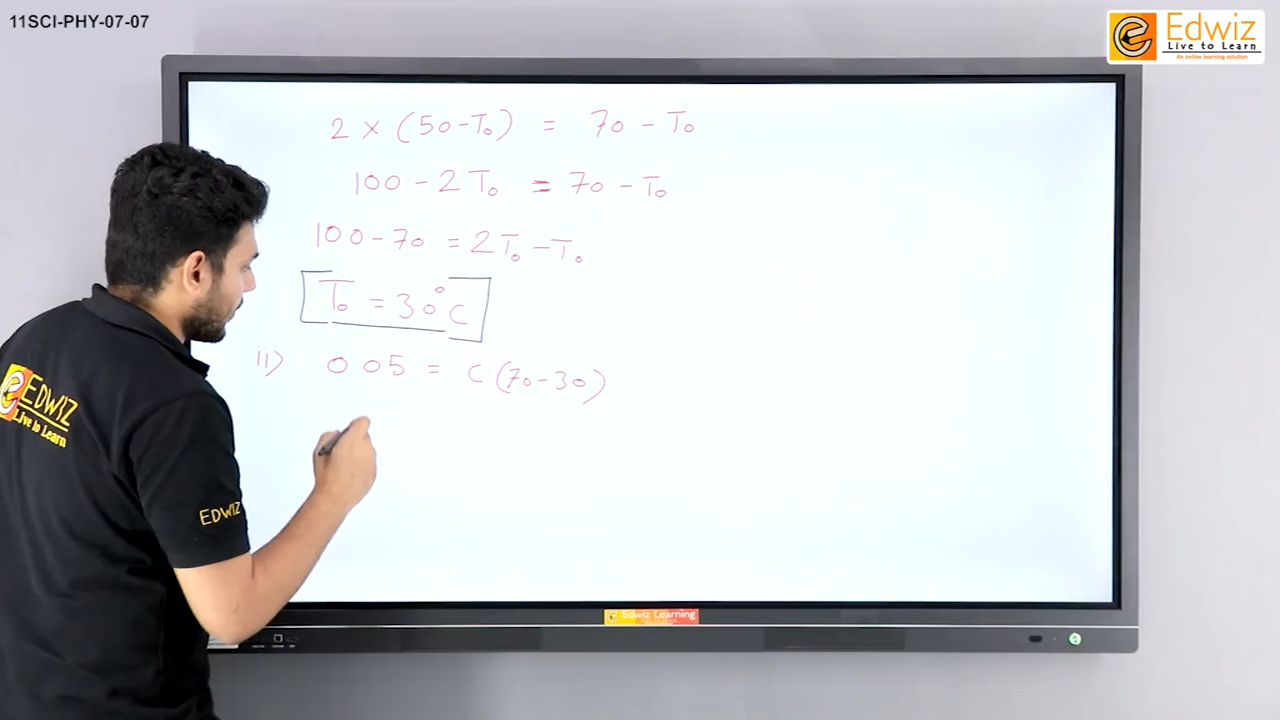 11SCI-PHY-07-07
Edwiz
Live to Learn
An online learning solution
2 × (50-T₀) = 70 - T₀
100 - 2T₀ = 70 - T₀
100-70 = 2T₀ - T₀
T₀ = 30°C
ii) 0 05 = C (70-30)
EDWIZ
Live to Learn
EDWIZ
Edwiz Learning